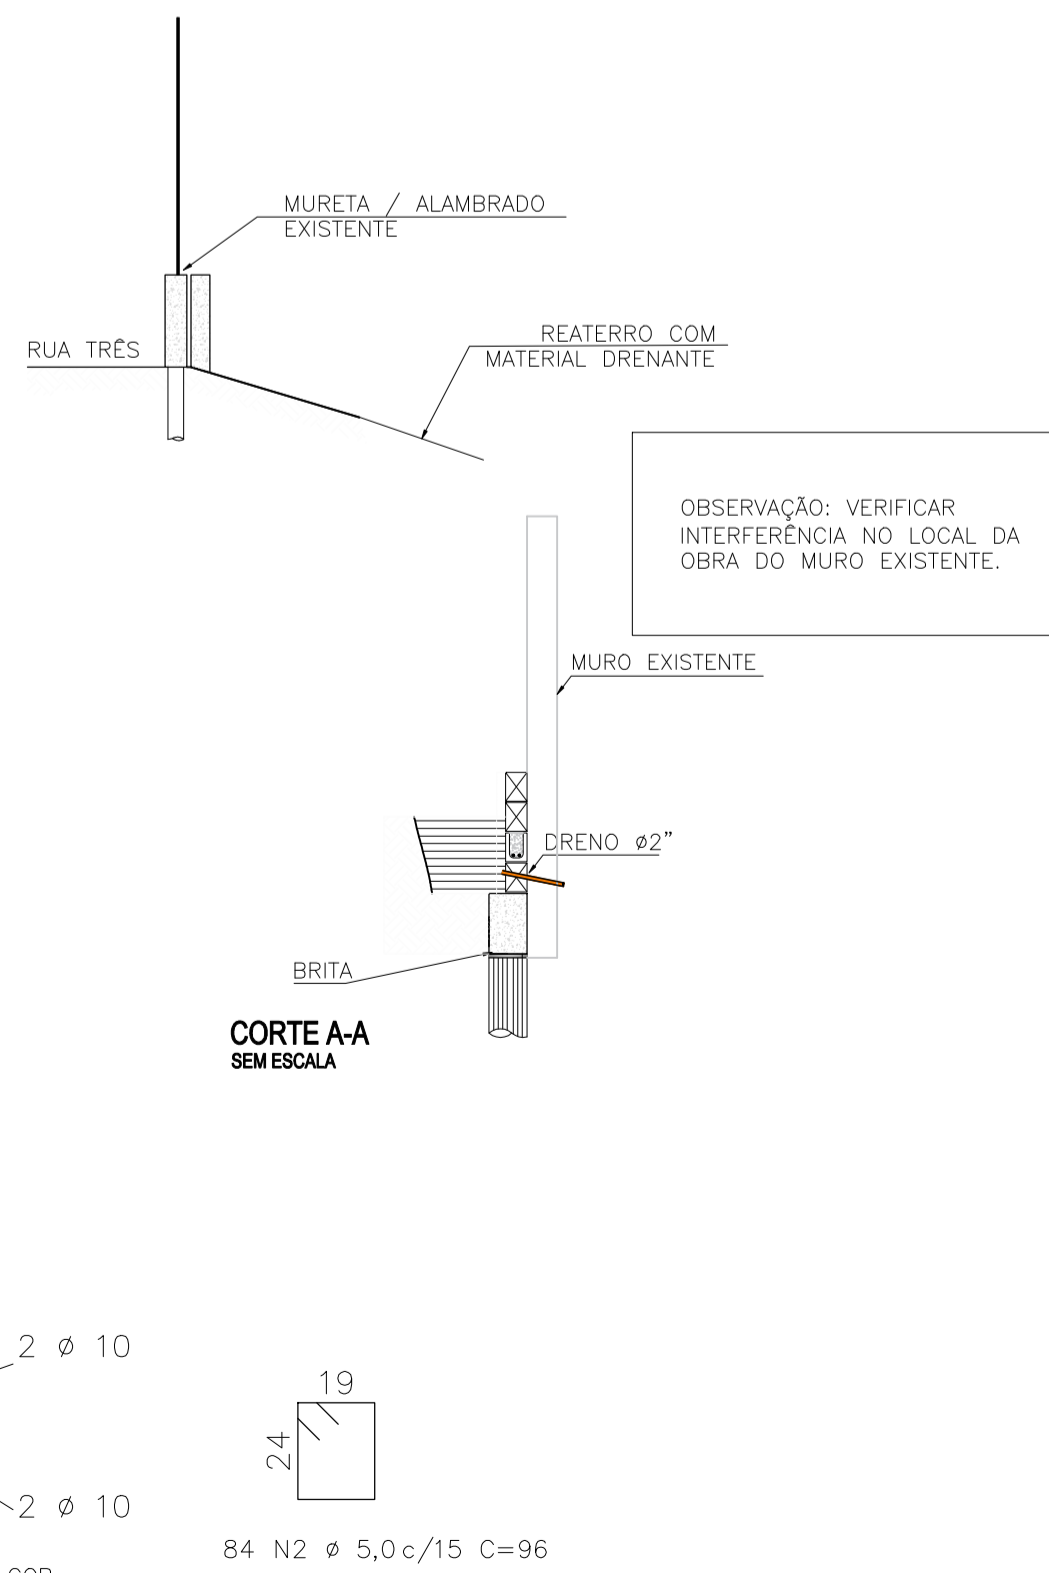 MURETA / ALAMBRADO
EXISTENTE
RUA TRÊS
REATERRO COM
MATERIAL DRENANTE
OBSERVAÇÃO: VERIFICAR
INTERFERÊNCIA NO LOCAL DA
OBRA DO MURO EXISTENTE.
MURO EXISTENTE
DRENO ø2”
BRITA
CORTE A-A
SEM ESCALA
2 ø 10
19
24
2 ø 10
84 N2 ø 5,0 c/15 C=96